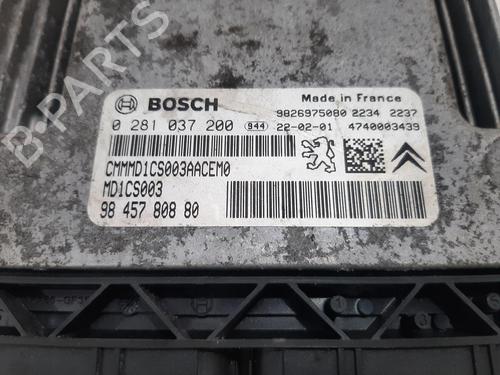 BOSCH
Made in France
9826975080 2234 2237
0 281 037 200 944 22-02-01 4740003439
CMMMD1CS003AACEM0
MD1CS003
98 457 808 80
B-PARTS